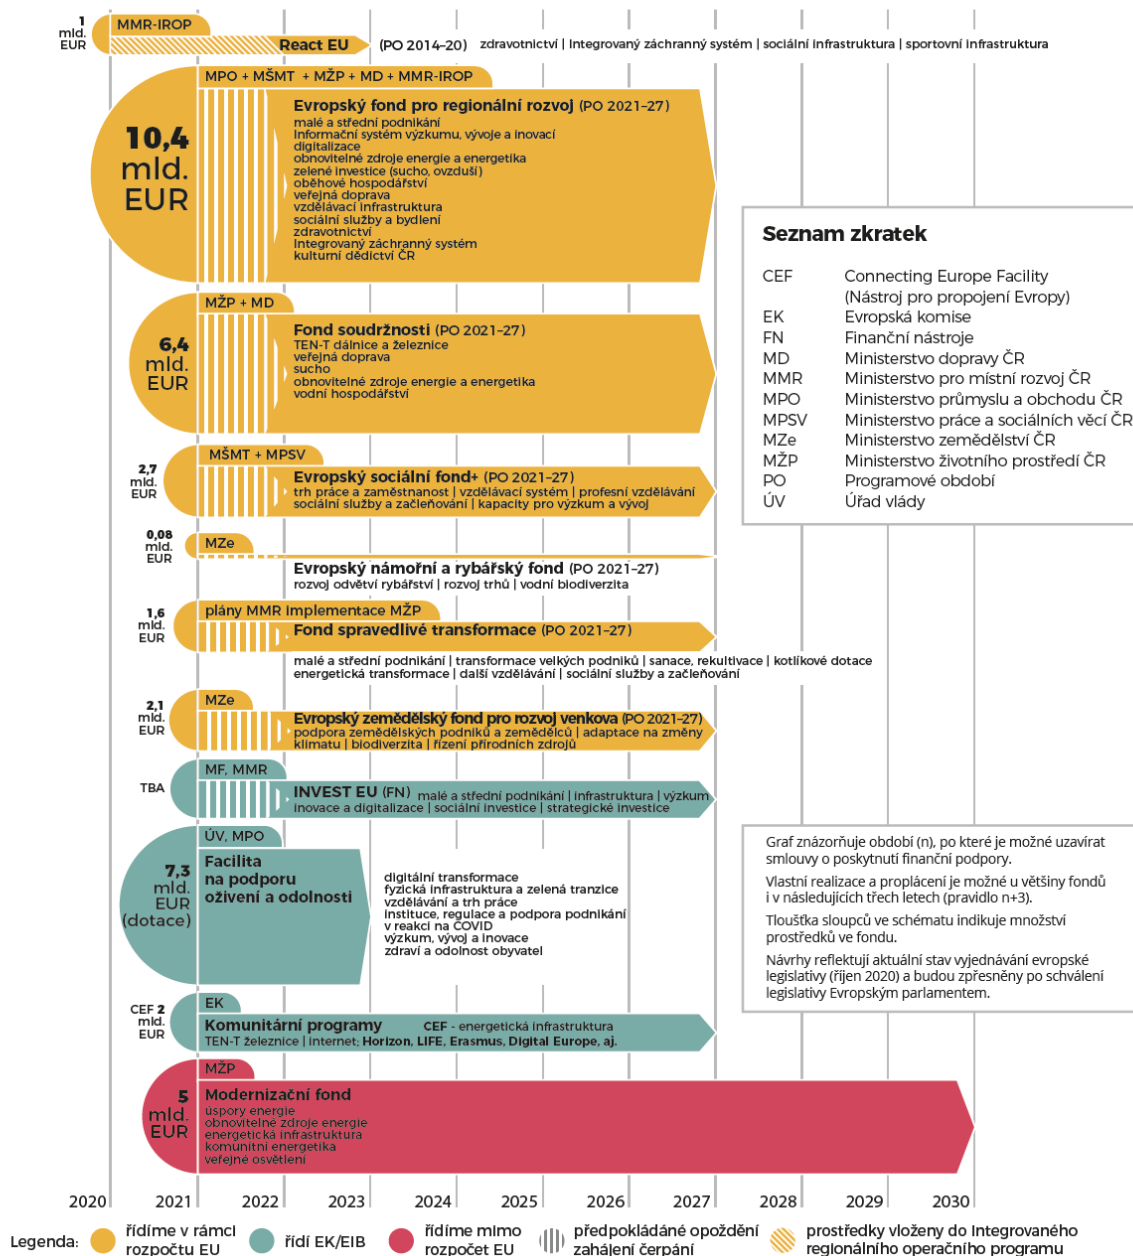 1
mld.
EUR
MMR-IROP
React EU (PO 2014–20) zdravotnictví | Integrovaný záchranný systém | sociální infrastruktura | sportovní infrastruktura
MPO + MŠMT + MŽP + MD + MMR-IROP
10,4
mld.
EUR
Evropský fond pro regionální rozvoj (PO 2021–27)
malé a střední podnikání
Informační systém výzkumu, vývoje a inovací
digitalizace
obnovitelné zdroje energie a energetika
zelené investice (sucho, ovzduší)
oběhové hospodářství
veřejná doprava
vzdělávací infrastruktura
sociální služby a bydlení
zdravotnictví
Integrovaný záchranný systém
kulturní dědictví ČR
MŽP + MD
6,4
mld.
EUR
Fond soudržnosti (PO 2021–27)
TEN-T dálnice a železnice
veřejná doprava
sucho
obnovitelné zdroje energie a energetika
vodní hospodářství
MŠMT + MPSV
2,7
mld.
EUR
Evropský sociální fond+ (PO 2021–27)
trh práce a zaměstnanost | vzdělávací systém | profesní vzdělávání
sociální služby a začleňování | kapacity pro výzkum a vývoj
0,08
mld.
EUR
MZe
Evropský námořní a rybářský fond (PO 2021–27)
rozvoj odvětví rybářství | rozvoj trhů | vodní biodiverzita
1,6
mld.
EUR
plány MMR Implementace MŽP
Fond spravedlivé transformace (PO 2021–27)
malé a střední podnikání | transformace velkých podniků | sanace, rekultivace | kotlíkové dotace
energetická transformace | další vzdělávání | sociální služby a začleňování
2,1
mld.
EUR
MZe
Evropský zemědělský fond pro rozvoj venkova (PO 2021–27)
podpora zemědělských podniků a zemědělců | adaptace na změny
klimatu | biodiverzita | řízení přírodních zdrojů
TBA
MF, MMR
INVEST EU (FN) malé a střední podnikání | infrastruktura | výzkum
inovace a digitalizace | sociální investice | strategické investice
ÚV, MPO
7,3
mld.
EUR
(dotace)
Facilita
na podporu
oživení a odolnosti
digitální transformace
fyzická infrastruktura a zelená tranzice
vzdělávání a trh práce
instituce, regulace a podpora podnikání
v reakci na COVID
výzkum, vývoj a inovace
zdraví a odolnost obyvatel
CEF 2
mld.
EUR
EK
Komunitární programy CEF - energetická infrastruktura
TEN-T železnice | internet; Horizon, LIFE, Erasmus, Digital Europe, aj.
MŽP
5
mld.
EUR
Modernizační fond
úspory energie
obnovitelné zdroje energie
energetická infrastruktura
komunitní energetika
veřejné osvětlení
Seznam zkratek
CEF Connecting Europe Facility
(Nástroj pro propojení Evropy)
EK Evropská komise
FN Finanční nástroje
MD Ministerstvo dopravy ČR
MMR Ministerstvo pro místní rozvoj ČR
MPO Ministerstvo průmyslu a obchodu ČR
MPSV Ministerstvo práce a sociálních věcí ČR
MZe Ministerstvo zemědělství ČR
MŽP Ministerstvo životního prostředí ČR
PO Programové období
ÚV Úřad vlády
Graf znázorňuje období (n), po které je možné uzavírat
smlouvy o poskytnutí finanční podpory.
Vlastní realizace a proplácení je možné u většiny fondů
i v následujících třech letech (pravidlo n+3).
Tloušťka sloupců ve schématu indikuje množství
prostředků ve fondu.
Návrhy reflektují aktuální stav vyjednávání evropské
legislativy (říjen 2020) a budou zpřesněny po schválení
legislativy Evropským parlamentem.
2020 2021 2022 2023 2024 2025 2026 2027 2028 2029 2030
Legenda:
řídíme v rámci
rozpočtu EU
řídí EK/EIB
řídíme mimo
rozpočet EU
předpokládáné opoždění
zahájení čerpání
prostředky vloženy do Integrovaného
regionálního operačního programu